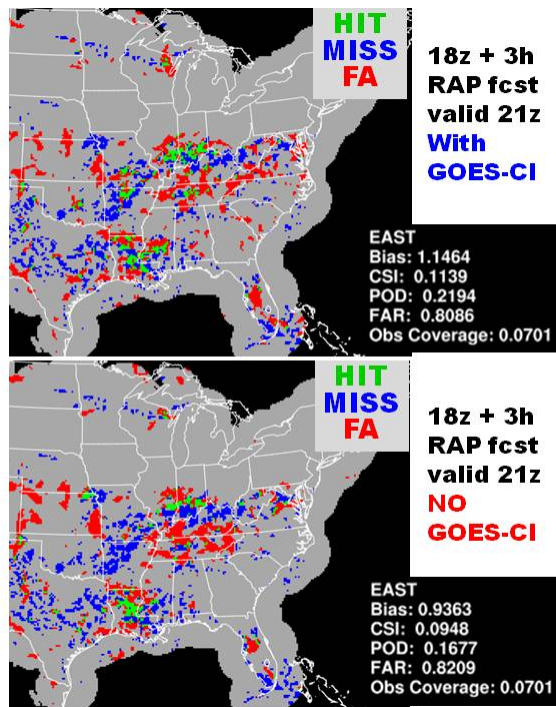 HIT
MISS
FA
18z + 3h
RAP fcst
valid 21z
With
GOES-CI
EAST
Bias: 1.1464
CSI: 0.1139
POD: 0.2194
FAR: 0.8086
Obs Coverage: 0.0701
HIT
MISS
FA
18z + 3h
RAP fcst
valid 21z
NO
GOES-CI
EAST
Bias: 0.9363
CSI: 0.0948
POD: 0.1677
FAR: 0.8209
Obs Coverage: 0.0701